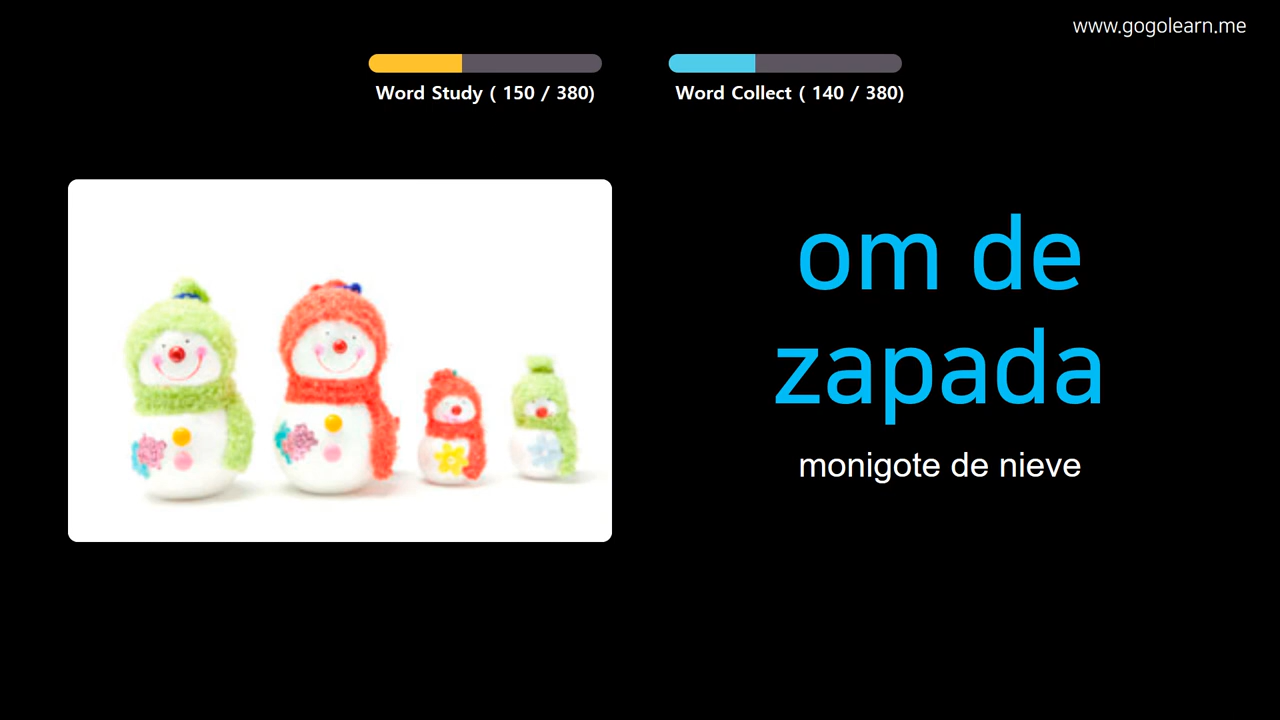 www.gogolearn.me
Word Study ( 150 / 380)
Word Collect ( 140 / 380)
om de
zapada
monigote de nieve